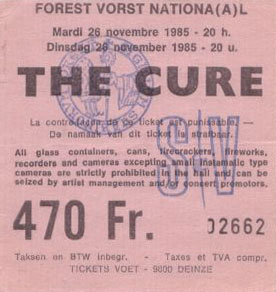 FOREST VORST NATIONA(A)L
Mardi 26 novembre 1985 - 20 h.
Dinsdag 26 november 1985 - 20 u.
THE CURE
La contrefaçon de ce ticket est punissable —
De namaak van dit ticket is strafbaar.
All glass containers, cans, firecrackers, fireworks,
recorders and cameras excepting small instamatic type
cameras are strictly prohibited in the hall and can be
seized by artist management and/or concert promotors.
S/V
470 Fr. 02662
Taksen en BTW inbegr. - Taxes et TVA compr.
TICKETS VOET - 9800 DEINZE